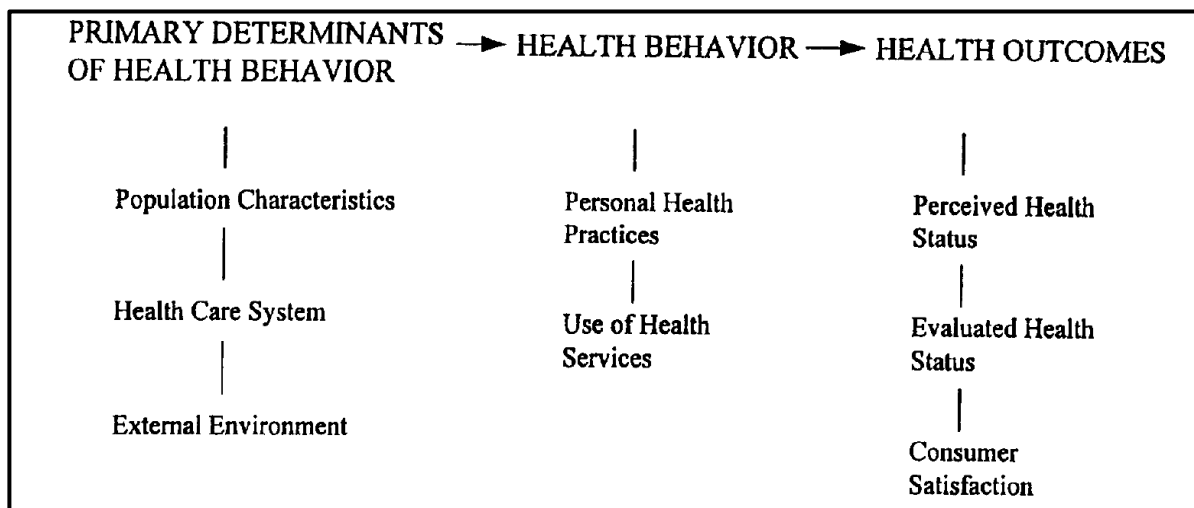 PRIMARY DETERMINANTS
OF HEALTH BEHAVIOR
HEALTH BEHAVIOR
HEALTH OUTCOMES
Population Characteristics
Health Care System
External Environment
Personal Health
Practices
Use of Health
Services
Perceived Health
Status
Evaluated Health
Status
Consumer
Satisfaction